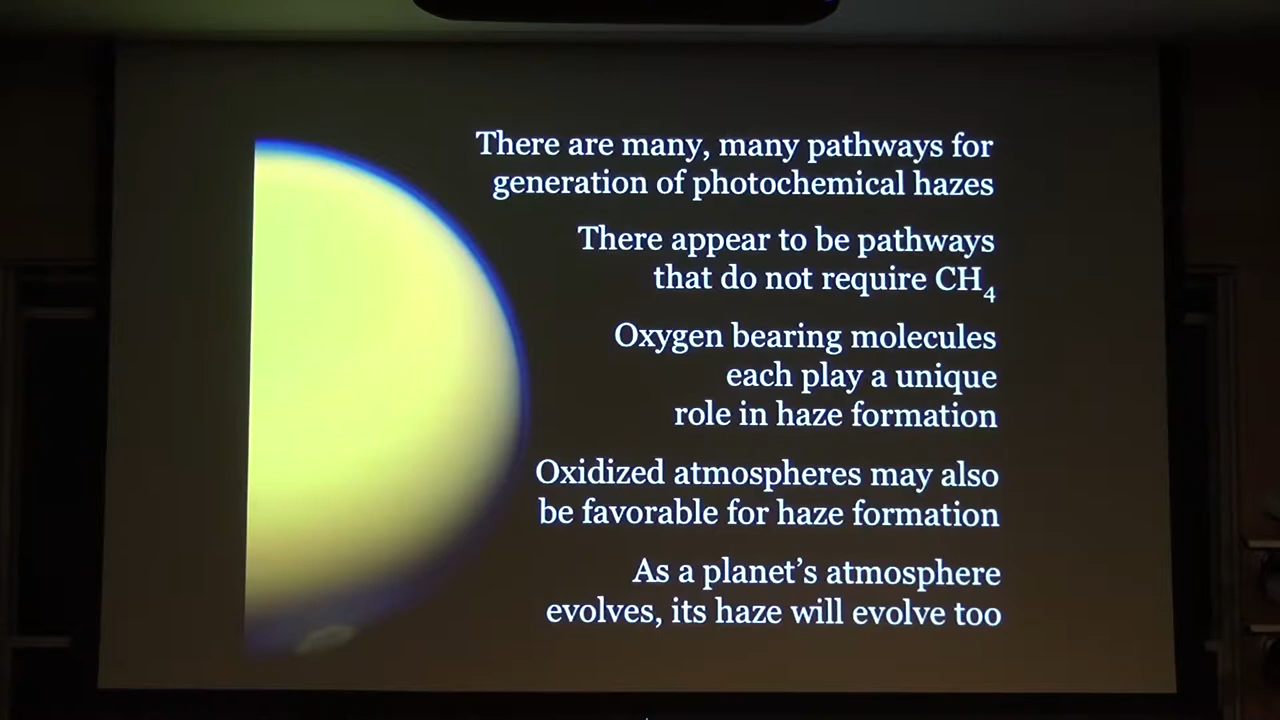 There are many, many pathways for
generation of photochemical hazes
There appear to be pathways
that do not require CH₄
Oxygen bearing molecules
each play a unique
role in haze formation
Oxidized atmospheres may also
be favorable for haze formation
As a planet’s atmosphere
evolves, its haze will evolve too